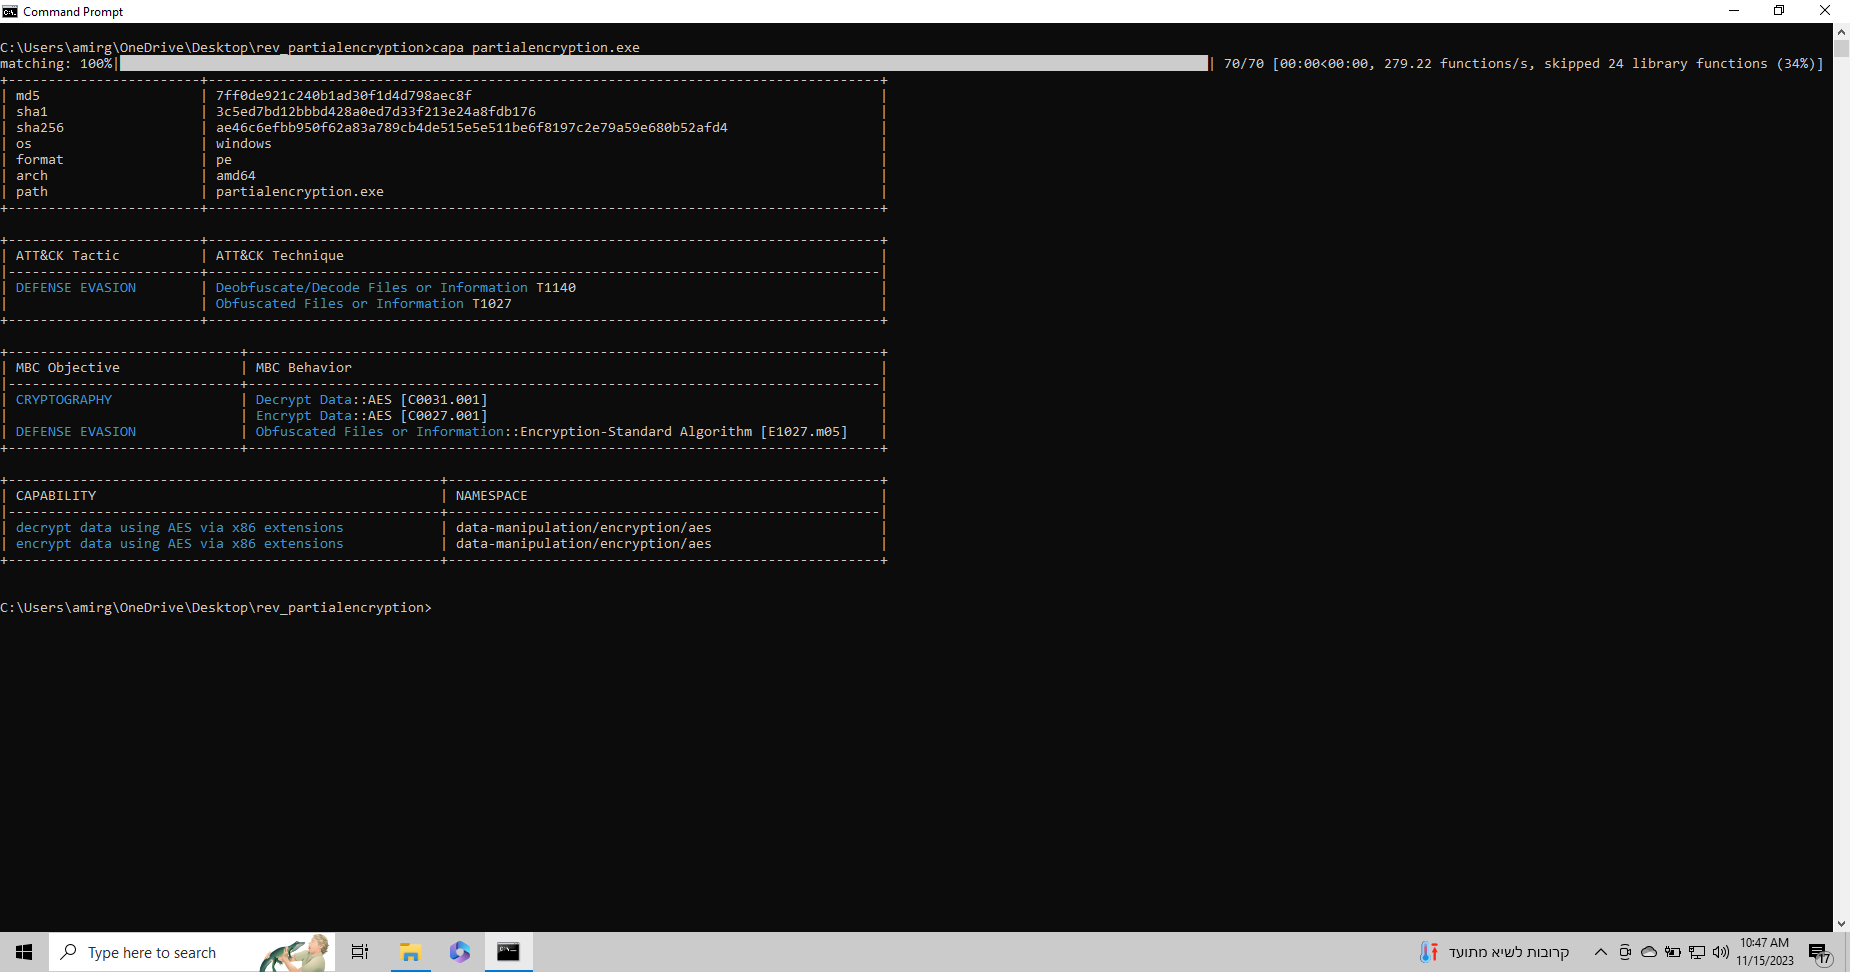 Command Prompt
C:\Users\amirg\OneDrive\Desktop\rev_partialencryption>capa partialencryption.exe
matching: 100%| | 70/70 [00:00<00:00, 279.22 functions/s, skipped 24 library functions (34%)]
md5 | 7ff0de921c240b1ad30f1d4d798aec8f
sha1 | 3c5ed7bd12bbbd428a0ed7d33f213e24a8fdb176
sha256 | ae46c6efbb950f62a83a789cb4de515e5e511be6f8197c2e79a59e680b52afd4
os | windows
format | pe
arch | amd64
path | partialencryption.exe
ATT&CK Tactic | ATT&CK Technique
DEFENSE EVASION | Deobfuscate/Decode Files or Information T1140
| Obfuscated Files or Information T1027
MBC Objective | MBC Behavior
CRYPTOGRAPHY | Decrypt Data::AES [C0031.001]
| Encrypt Data::AES [C0027.001]
DEFENSE EVASION | Obfuscated Files or Information::Encryption-Standard Algorithm [E1027.m05]
CAPABILITY | NAMESPACE
decrypt data using AES via x86 extensions | data-manipulation/encryption/aes
encrypt data using AES via x86 extensions | data-manipulation/encryption/aes
C:\Users\amirg\OneDrive\Desktop\rev_partialencryption>
Type here to search
קרובות לשיא מתועד
10:47 AM
11/15/2023
17